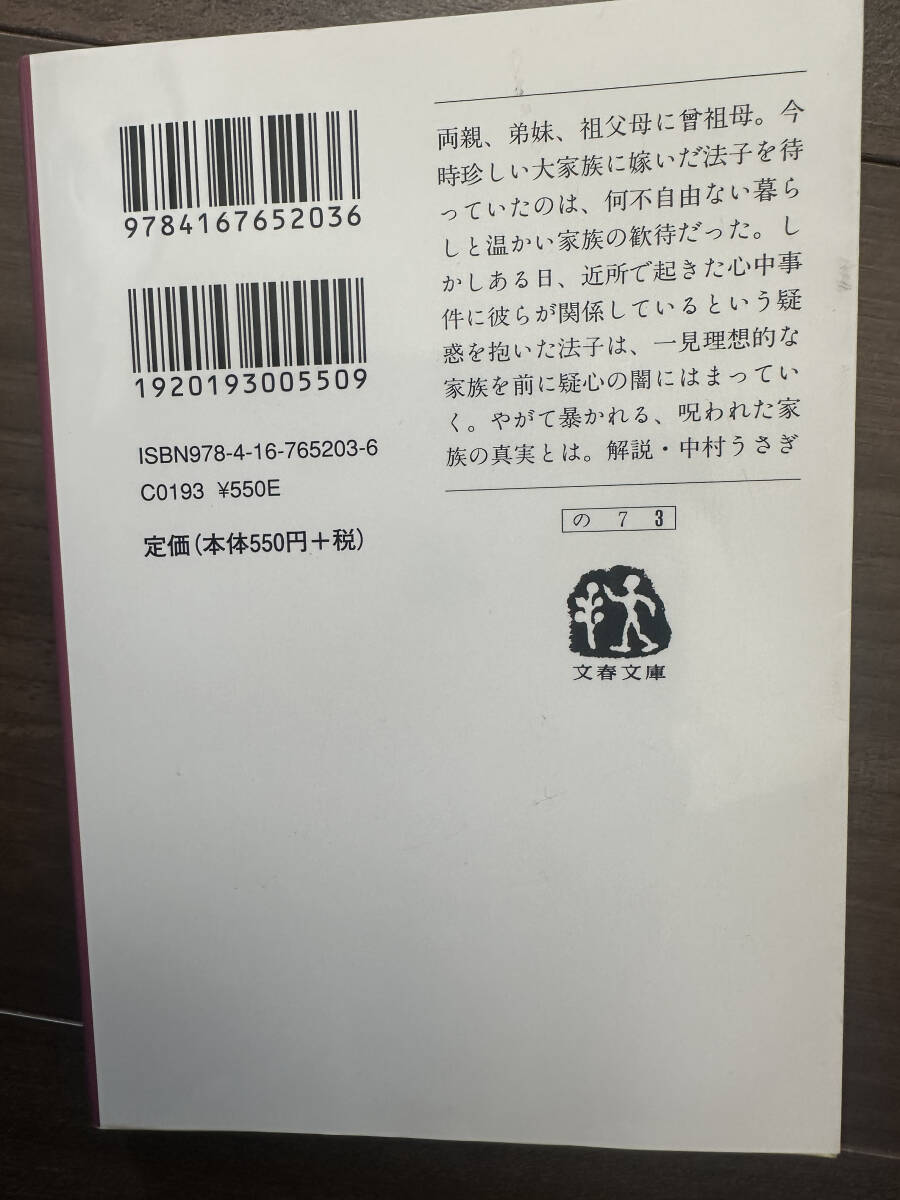 9784167652036
1920193005509
ISBN978-4-16-765203-6
C0193 ¥550E
定価(本体550円+税)
両親、弟妹、祖父母に曾祖母。今
時珍しい大家族に嫁いだ法子を待
っていたのは、何不自由ない暮ら
しと温かい家族の歓待だった。し
かしある日、近所で起きた心中事
件に彼らが関係しているという疑
惑を抱いた法子は、一見理想的な
家族を前に疑心の闇にはまってい
く。やがて暴かれる、呪われた家
族の真実とは。解説・中村うさぎ
の 7 3
文春文庫